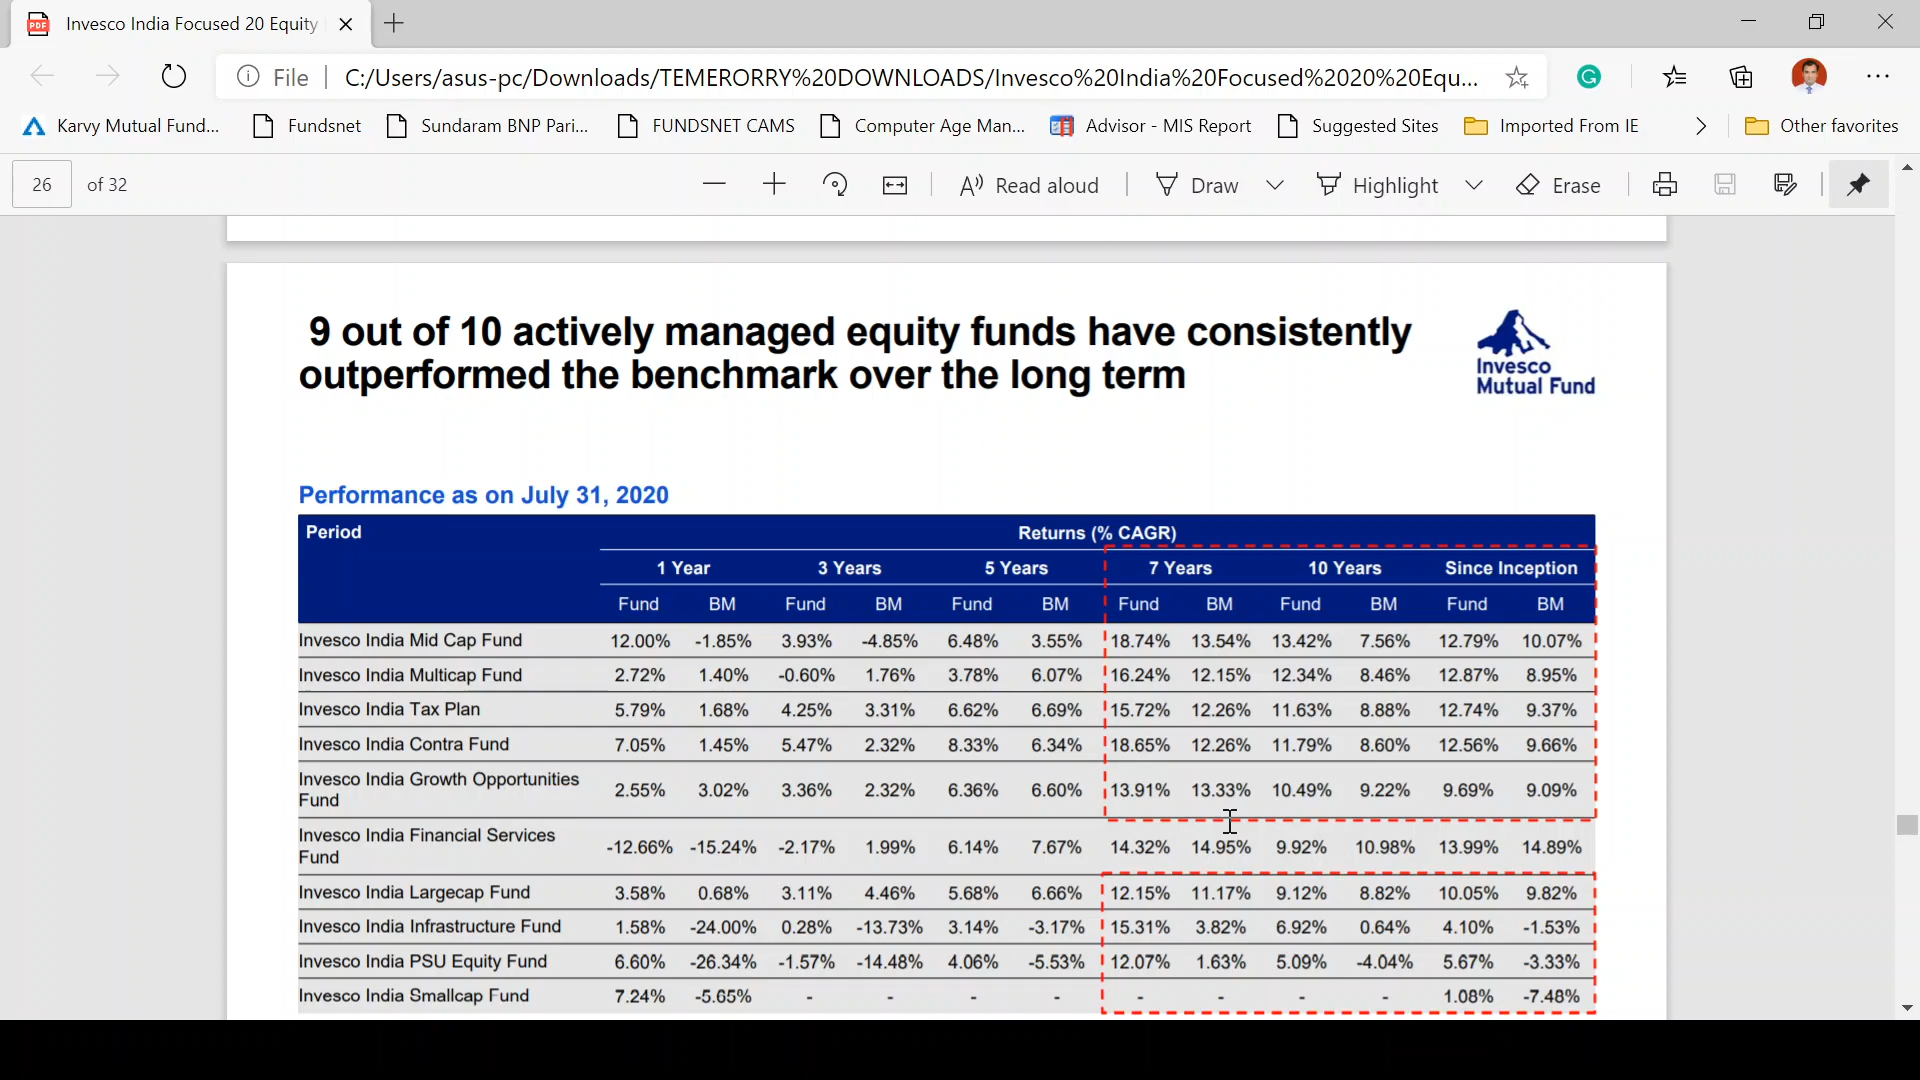 Invesco India Focused 20 Equity
File
C:/Users/asus-pc/Downloads/TEMERORRY%20DOWNLOADS/Invesco%20India%20Focused%2020%20Equ...
Karvy Mutual Fund... Fundsnet Sundaram BNP Pari... FUNDSNET CAMS Computer Age Man... Advisor - MIS Report Suggested Sites Imported From IE Other favorites
26 of 32 Read aloud Draw Highlight Erase
9 out of 10 actively managed equity funds have consistently
outperformed the benchmark over the long term
Invesco
Mutual Fund
Performance as on July 31, 2020
Period Returns (% CAGR)
1 Year 3 Years 5 Years 7 Years 10 Years Since Inception
Fund BM Fund BM Fund BM Fund BM Fund BM Fund BM
Invesco India Mid Cap Fund 12.00% -1.85% 3.93% -4.85% 6.48% 3.55% 18.74% 13.54% 13.42% 7.56% 12.79% 10.07%
Invesco India Multicap Fund 2.72% 1.40% -0.60% 1.76% 3.78% 6.07% 16.24% 12.15% 12.34% 8.46% 12.87% 8.95%
Invesco India Tax Plan 5.79% 1.68% 4.25% 3.31% 6.62% 6.69% 15.72% 12.26% 11.63% 8.88% 12.74% 9.37%
Invesco India Contra Fund 7.05% 1.45% 5.47% 2.32% 8.33% 6.34% 18.65% 12.26% 11.79% 8.60% 12.56% 9.66%
Invesco India Growth Opportunities
Fund 2.55% 3.02% 3.36% 2.32% 6.36% 6.60% 13.91% 13.33% 10.49% 9.22% 9.69% 9.09%
Invesco India Financial Services
Fund -12.66% -15.24% -2.17% 1.99% 6.14% 7.67% 14.32% 14.95% 9.92% 10.98% 13.99% 14.89%
Invesco India Largecap Fund 3.58% 0.68% 3.11% 4.46% 5.68% 6.66% 12.15% 11.17% 9.12% 8.82% 10.05% 9.82%
Invesco India Infrastructure Fund 1.58% -24.00% 0.28% -13.73% 3.14% -3.17% 15.31% 3.82% 6.92% 0.64% 4.10% -1.53%
Invesco India PSU Equity Fund 6.60% -26.34% -1.57% -14.48% 4.06% -5.53% 12.07% 1.63% 5.09% -4.04% 5.67% -3.33%
Invesco India Smallcap Fund 7.24% -5.65% - - - - - - - - 1.08% -7.48%